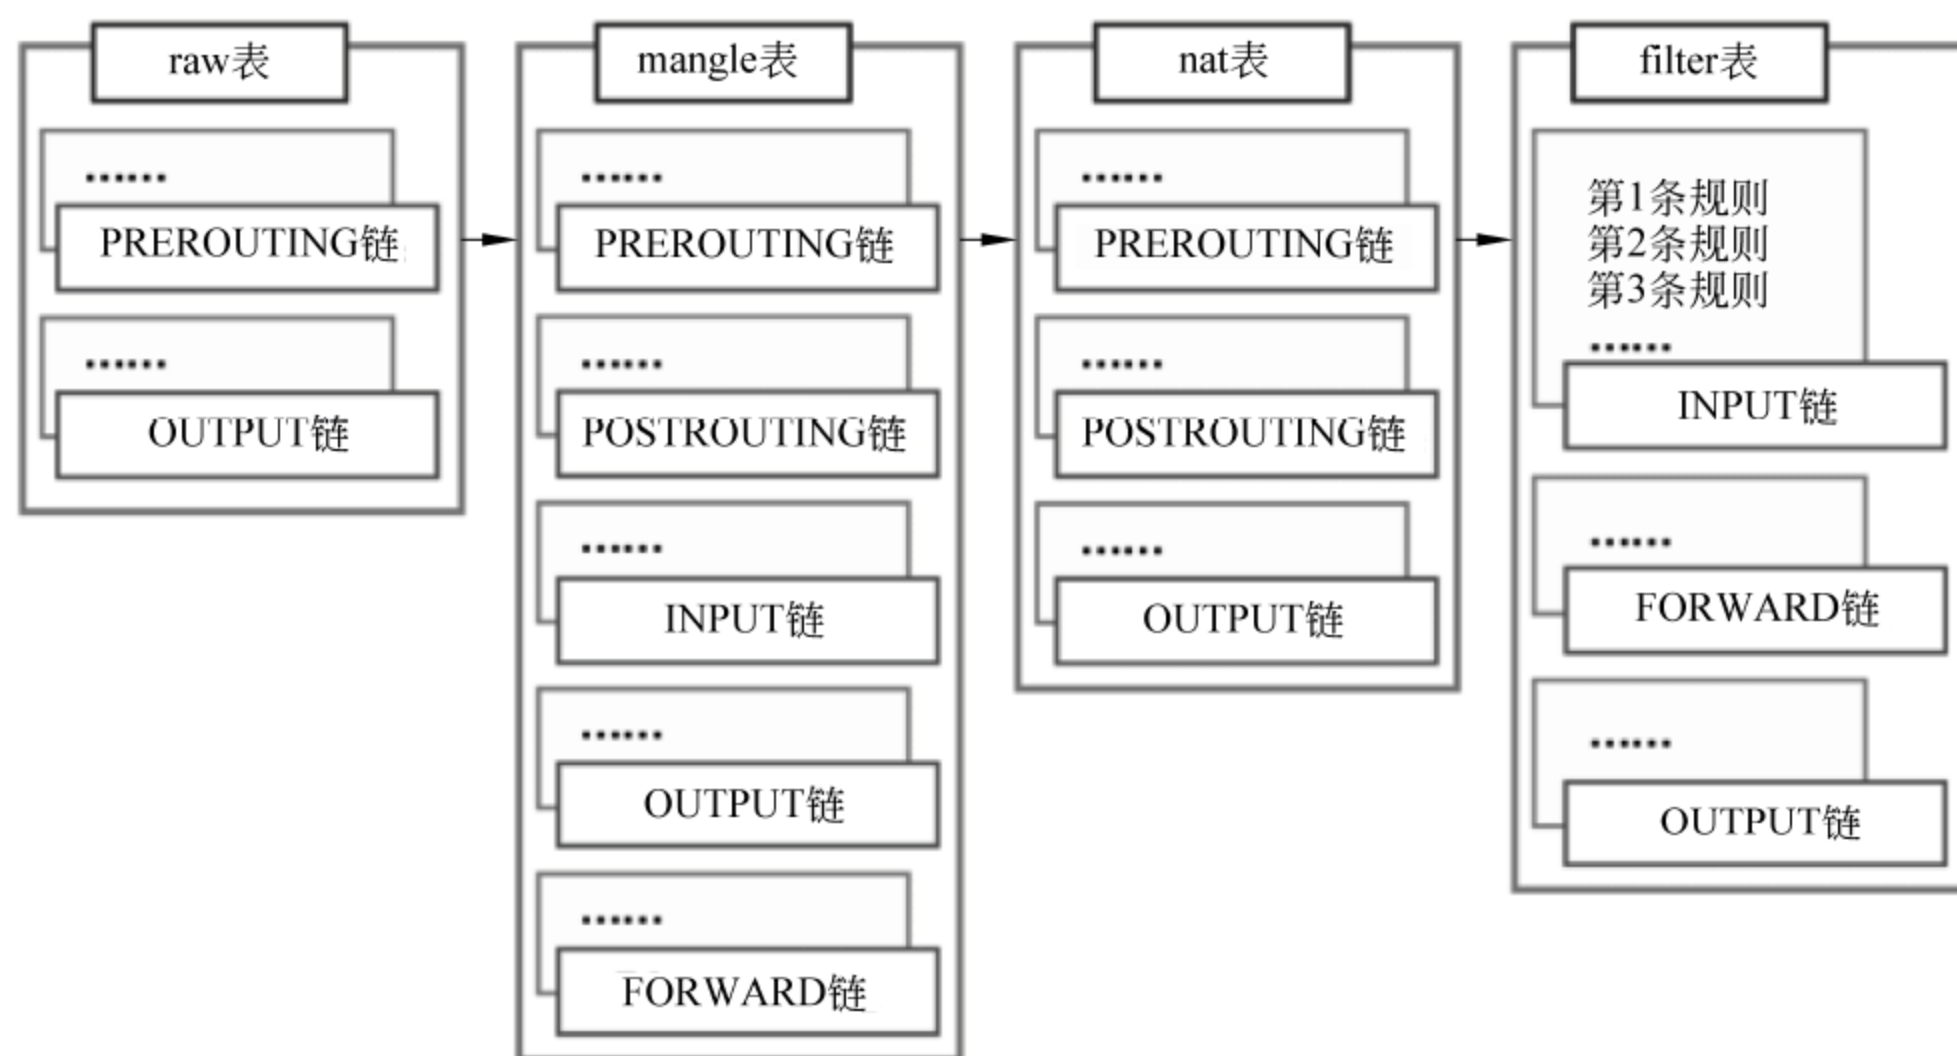 raw表
……
PREROUTING链
……
OUTPUT链
mangle表
……
PREROUTING链
……
POSTROUTING链
……
INPUT链
……
OUTPUT链
……
FORWARD链
nat表
……
PREROUTING链
……
POSTROUTING链
……
OUTPUT链
filter表
第1条规则
第2条规则
第3条规则
……
INPUT链
……
FORWARD链
……
OUTPUT链